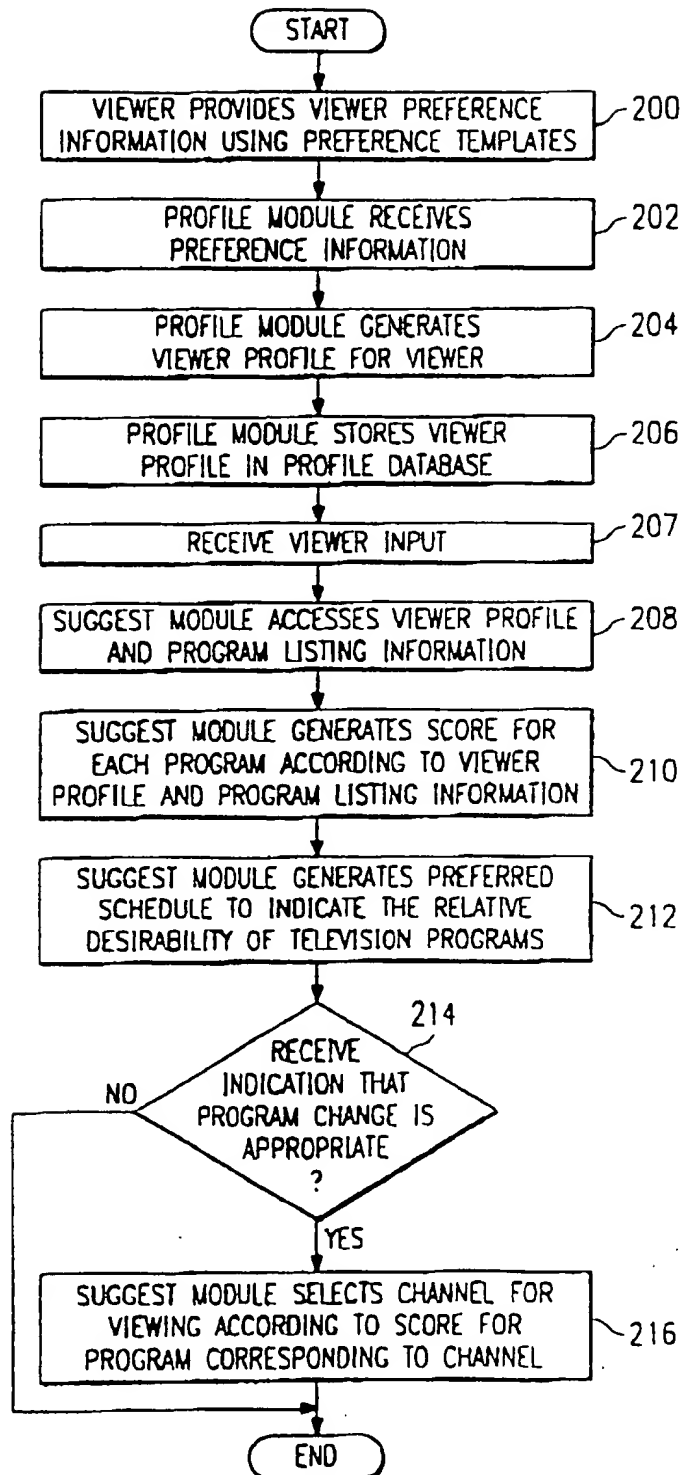 START
VIEWER PROVIDES VIEWER PREFERENCE
INFORMATION USING PREFERENCE TEMPLATES
200
PROFILE MODULE RECEIVES
PREFERENCE INFORMATION
202
PROFILE MODULE GENERATES
VIEWER PROFILE FOR VIEWER
204
PROFILE MODULE STORES VIEWER
PROFILE IN PROFILE DATABASE
206
RECEIVE VIEWER INPUT
207
SUGGEST MODULE ACCESSES VIEWER PROFILE
AND PROGRAM LISTING INFORMATION
208
SUGGEST MODULE GENERATES SCORE FOR
EACH PROGRAM ACCORDING TO VIEWER
PROFILE AND PROGRAM LISTING INFORMATION
210
SUGGEST MODULE GENERATES PREFERRED
SCHEDULE TO INDICATE THE RELATIVE
DESIRABILITY OF TELEVISION PROGRAMS
212
214
RECEIVE
INDICATION THAT
PROGRAM CHANGE IS
APPROPRIATE
?
NO
YES
SUGGEST MODULE SELECTS CHANNEL FOR
VIEWING ACCORDING TO SCORE FOR
PROGRAM CORRESPONDING TO CHANNEL
216
END